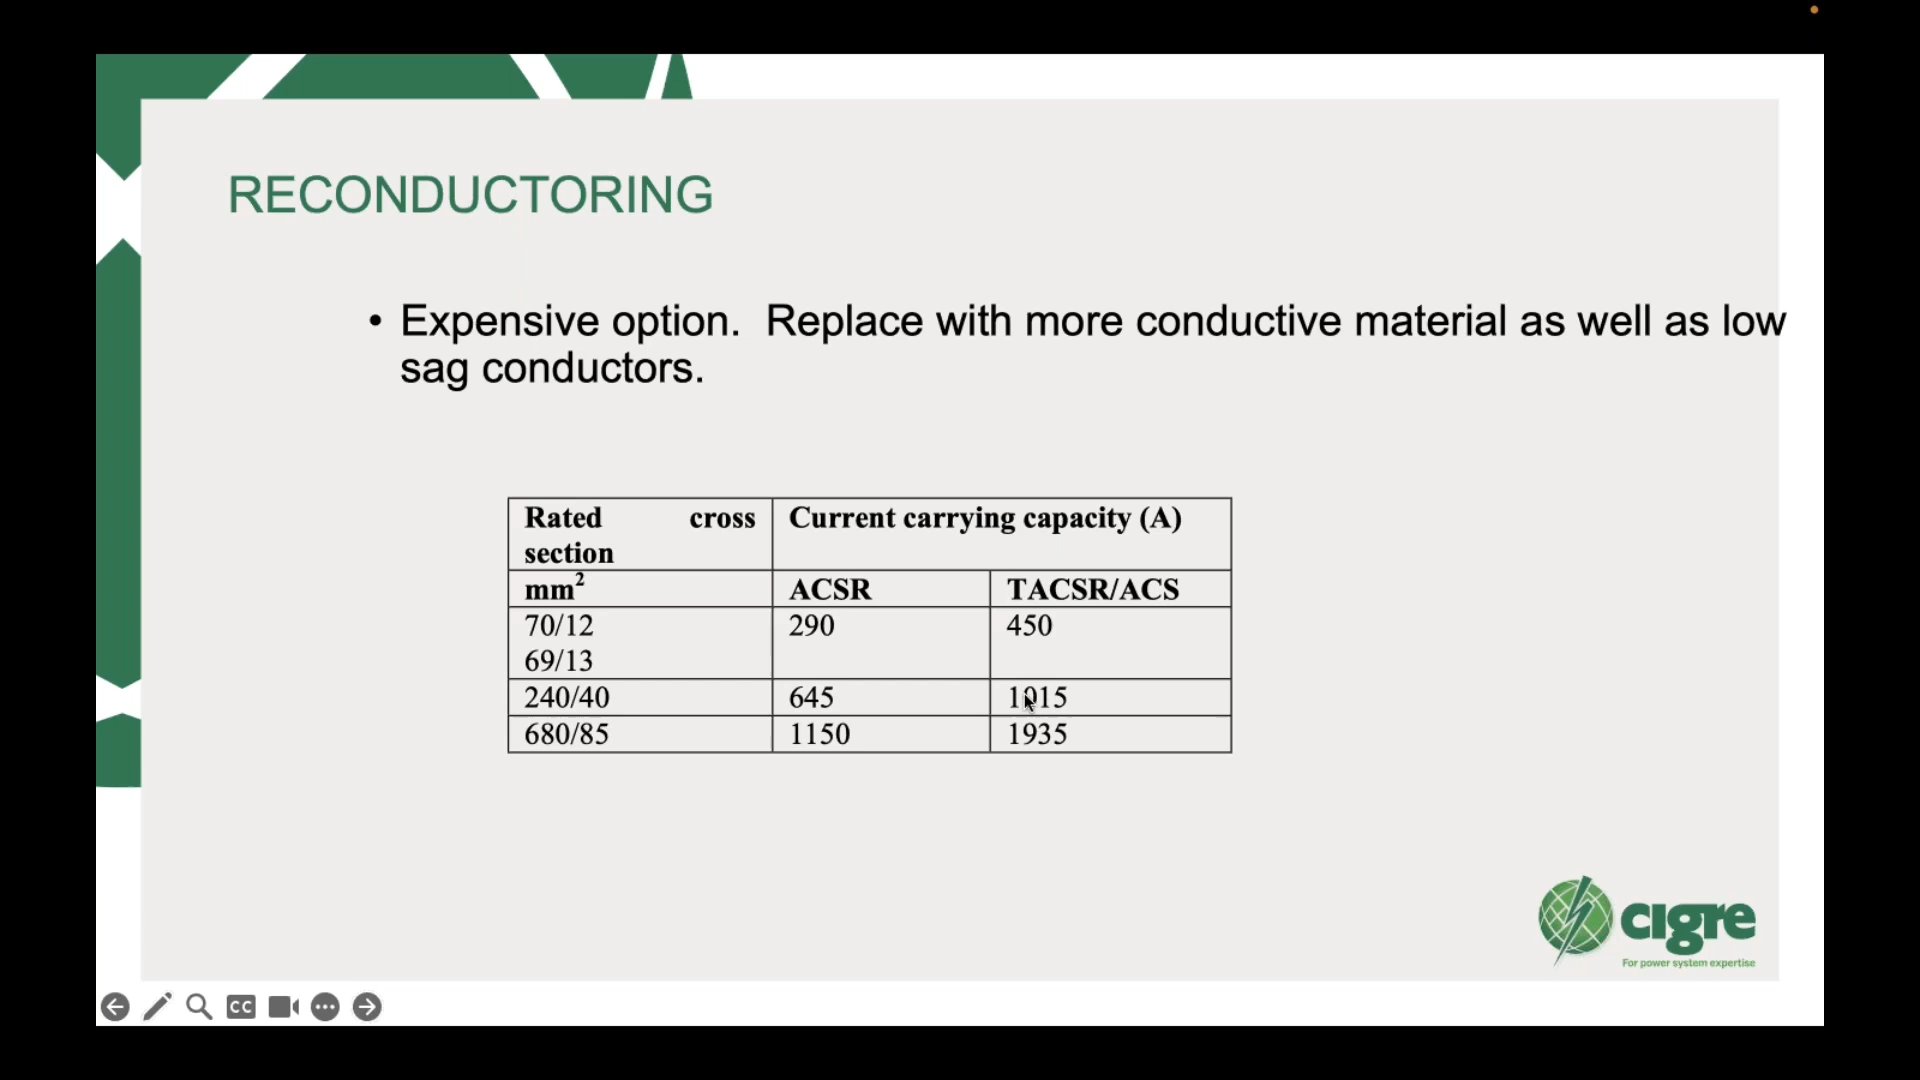 RECONDUCTORING
• Expensive option. Replace with more conductive material as well as low
sag conductors.
Rated cross
section
Current carrying capacity (A)
mm²
ACSR
TACSR/ACS
70/12
69/13
290
450
240/40
645
1015
680/85
1150
1935
cigre
For power system expertise
CC